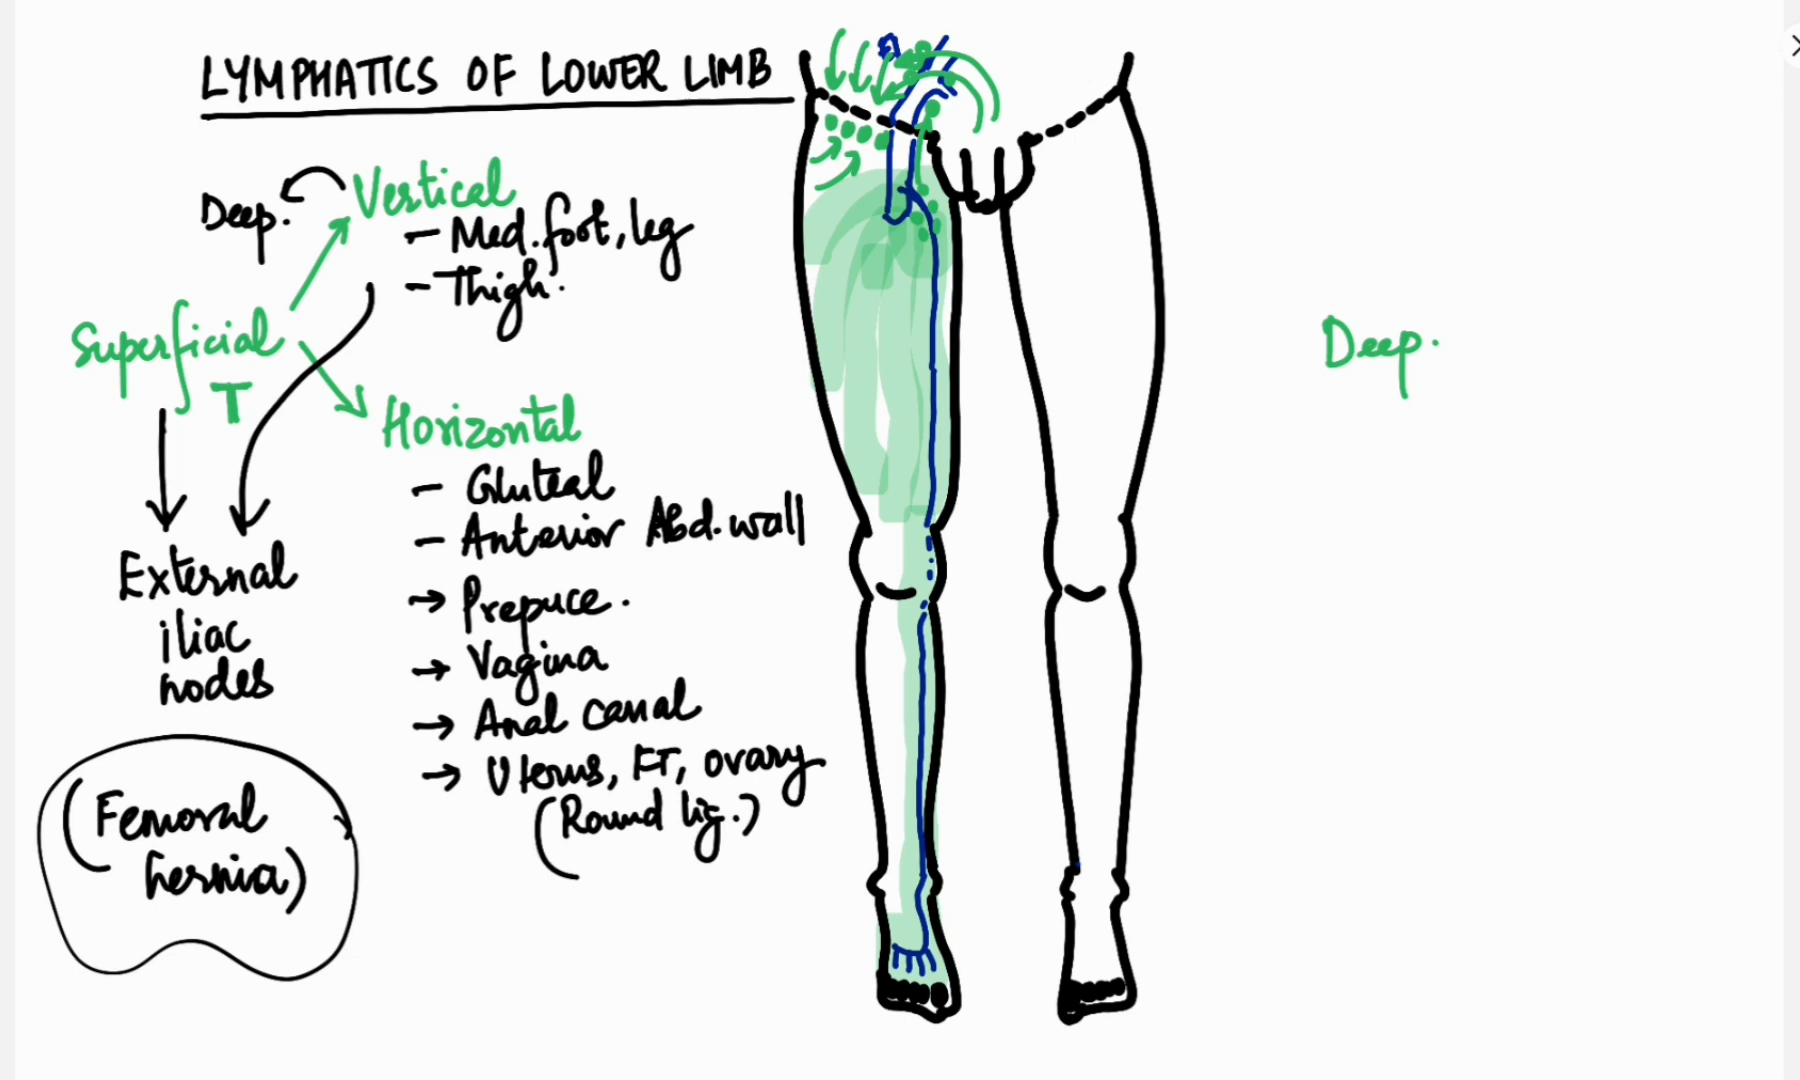 LYMPHATICS OF LOWER LIMB
Deep.
Vertical
- Med. foot, leg
- Thigh.
Superficial
T
Horizontal
- Gluteal
- Anterior Abd. wall
→ Prepuce.
→ Vagina
→ Anal canal
→ Uterus, FT, ovary
(Round lig.)
External
iliac
nodes
(Femoral
hernia)
Deep.